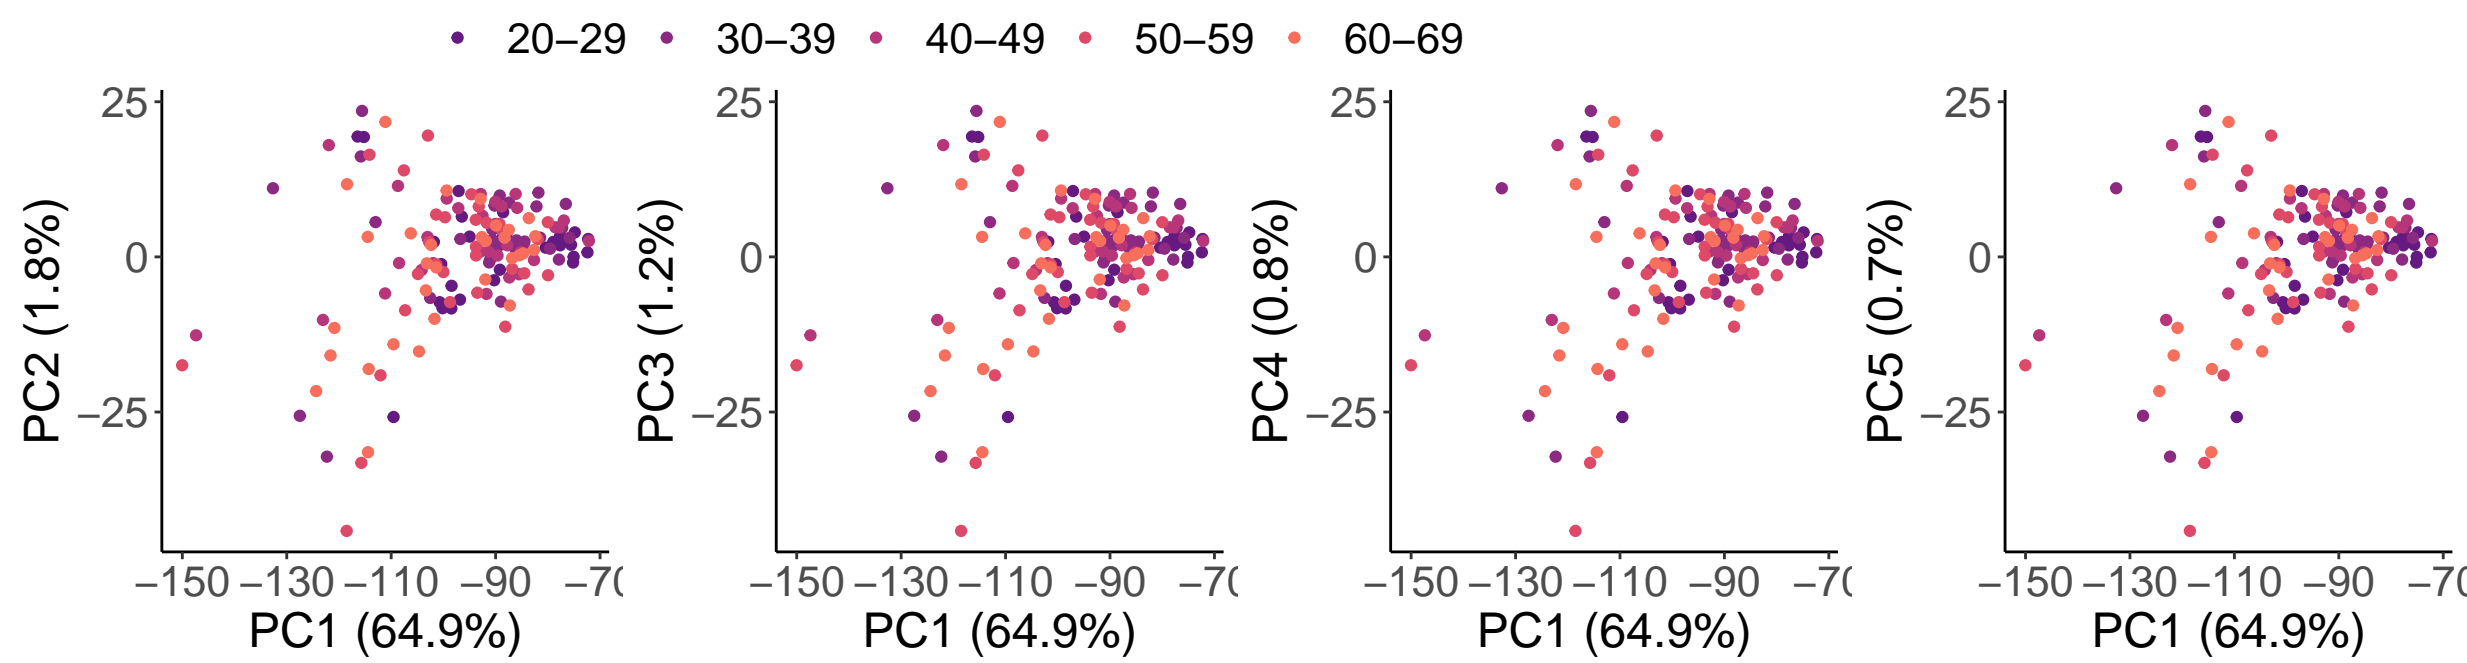 20–29 30–39 40–49 50–59 60–69
25 25 25 25
0 0 0 0
−25 −25 −25 −25
PC2 (1.8%) PC3 (1.2%) PC4 (0.8%) PC5 (0.7%)
−150 −130 −110 −90 −150 −130 −110 −90 −150 −130 −110 −90 −150 −130 −110 −90
PC1 (64.9%) PC1 (64.9%) PC1 (64.9%) PC1 (64.9%)